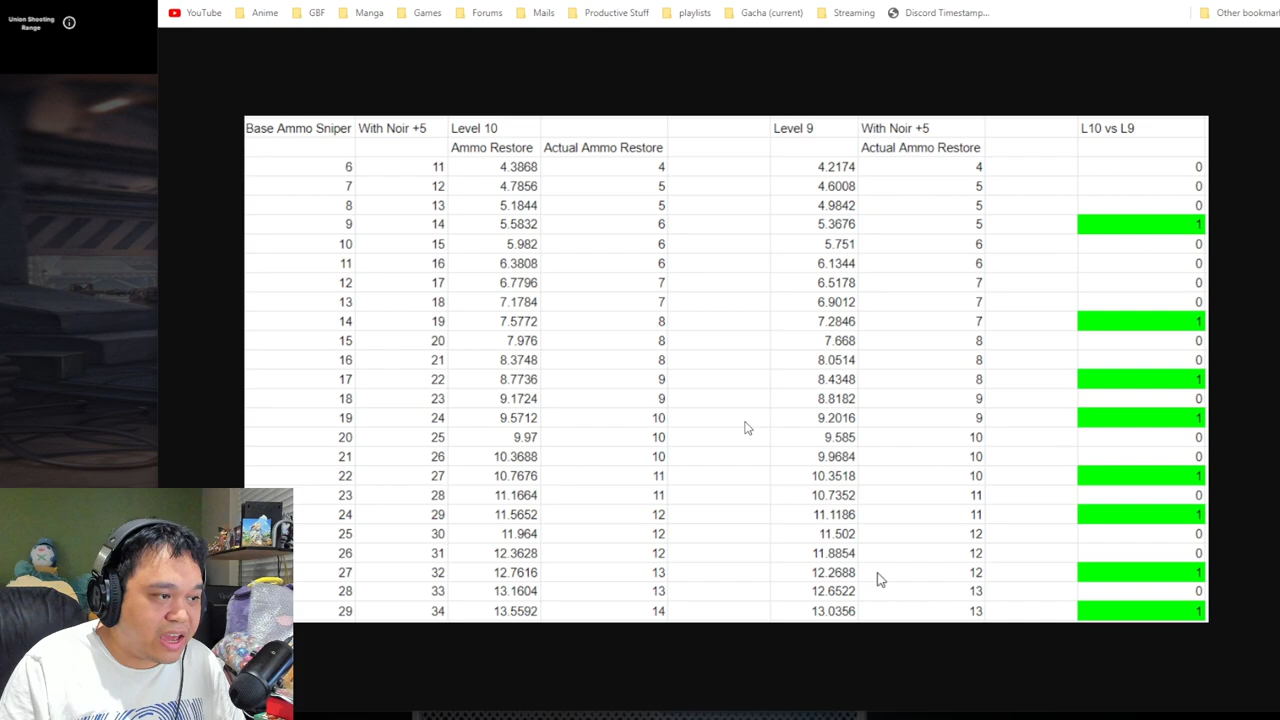 Union Shooting
Range
YouTube Anime GBF Manga Games Forums Mails Productive Stuff playlists Gacha (current) Streaming Discord Timestamp... Other bookmar
Base Ammo Sniper With Noir +5 Level 10 Level 9 With Noir +5 L10 vs L9
Ammo Restore Actual Ammo Restore Actual Ammo Restore
6 11 4.3868 4 4.2174 4 0
7 12 4.7856 5 4.6008 5 0
8 13 5.1844 5 4.9842 5 0
9 14 5.5832 6 5.3676 5 1
10 15 5.982 6 5.751 6 0
11 16 6.3808 6 6.1344 6 0
12 17 6.7796 7 6.5178 7 0
13 18 7.1784 7 6.9012 7 0
14 19 7.5772 8 7.2846 7 1
15 20 7.976 8 7.668 8 0
16 21 8.3748 8 8.0514 8 0
17 22 8.7736 9 8.4348 8 1
18 23 9.1724 9 8.8182 9 0
19 24 9.5712 10 9.2016 9 1
20 25 9.97 10 9.585 10 0
21 26 10.3688 10 9.9684 10 0
22 27 10.7676 11 10.3518 10 1
23 28 11.1664 11 10.7352 11 0
24 29 11.5652 12 11.1186 11 1
25 30 11.964 12 11.502 12 0
26 31 12.3628 12 11.8854 12 0
27 32 12.7616 13 12.2688 12 1
28 33 13.1604 13 12.6522 13 0
29 34 13.5592 14 13.0356 13 1